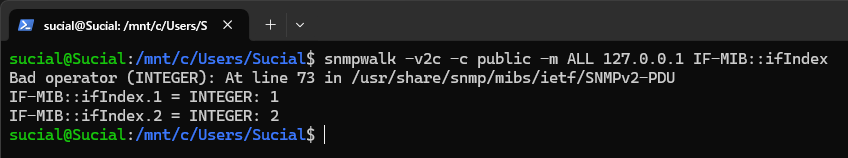 sucial@Sucial: /mnt/c/Users/S
sucial@Sucial:/mnt/c/Users/Sucial$ snmpwalk -v2c -c public -m ALL 127.0.0.1 IF-MIB::ifIndex
Bad operator (INTEGER): At line 73 in /usr/share/snmp/mibs/ietf/SNMPv2-PDU
IF-MIB::ifIndex.1 = INTEGER: 1
IF-MIB::ifIndex.2 = INTEGER: 2
sucial@Sucial:/mnt/c/Users/Sucial$